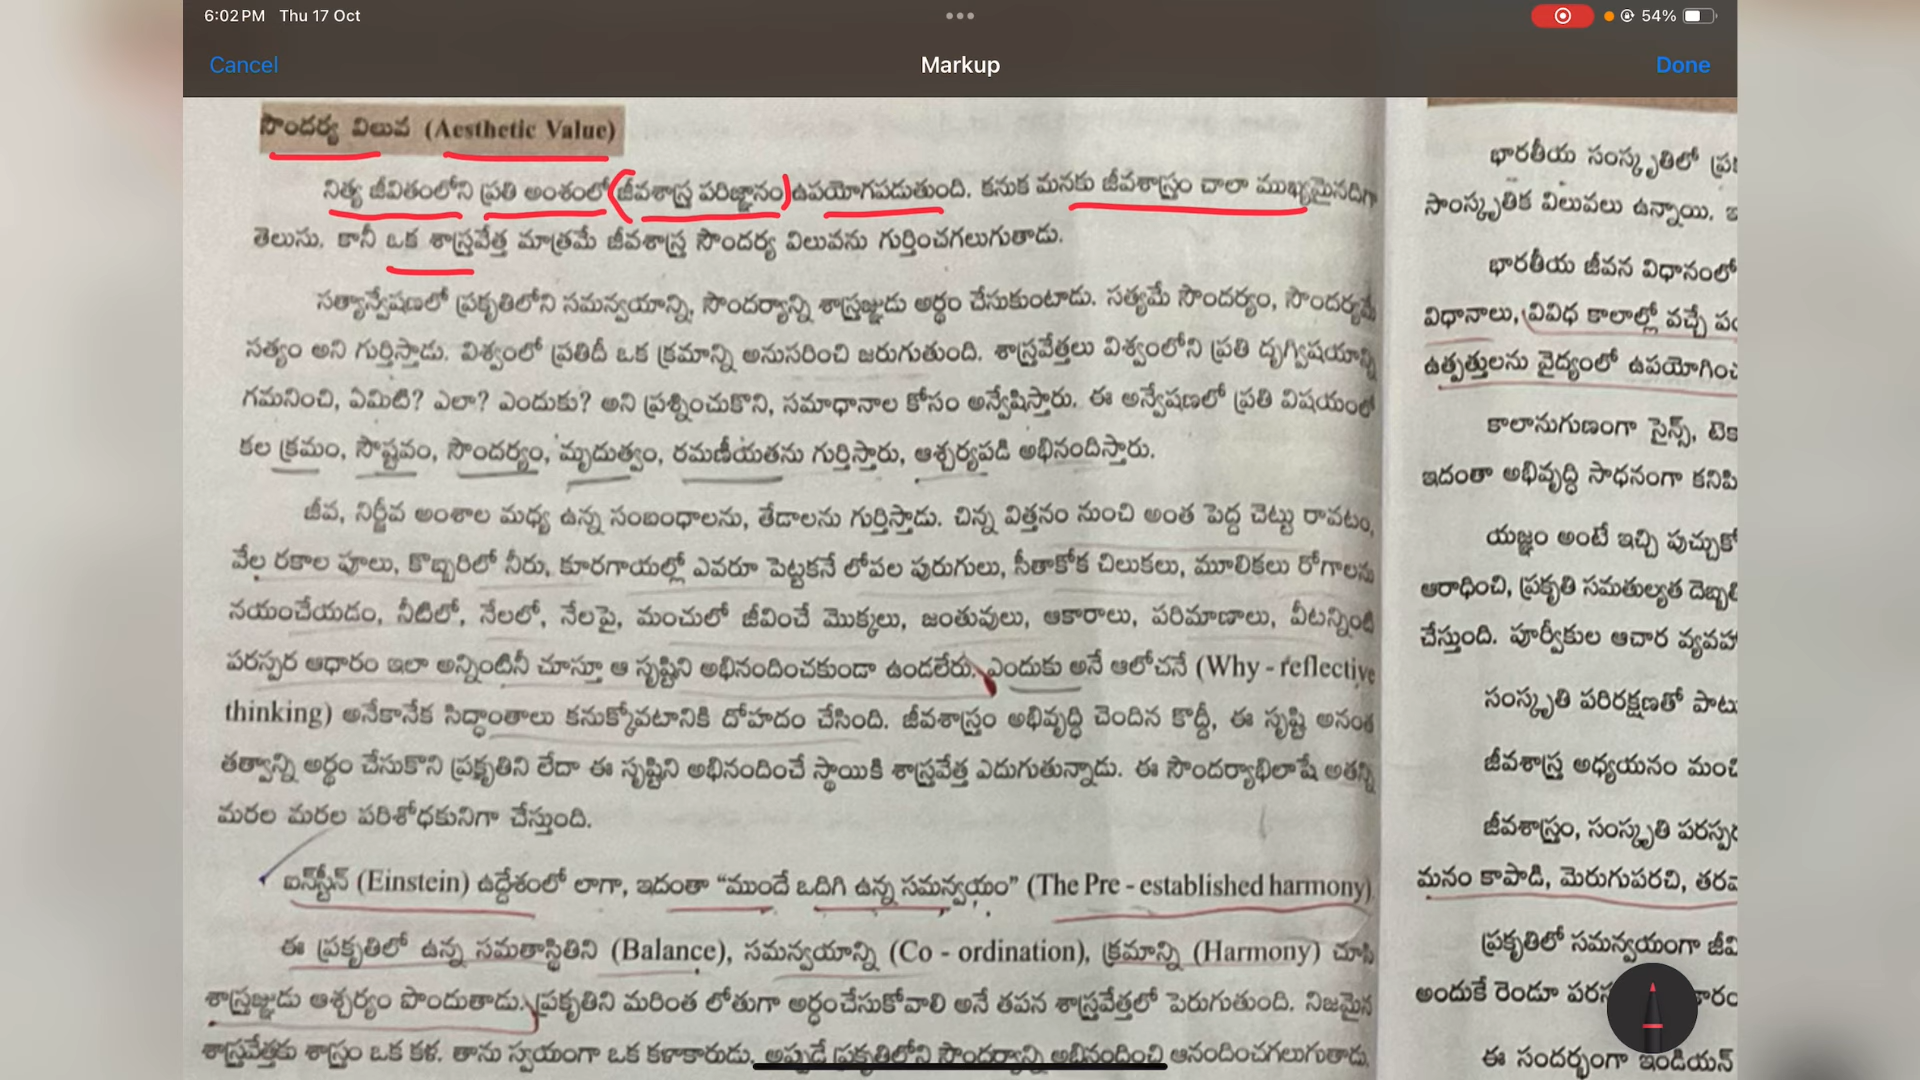 6:02 PM Thu 17 Oct
54%
Cancel
Markup
Done
సౌందర్య విలువ (Aesthetic Value)
నిత్య జీవితంలోని ప్రతి అంశంలో జీవశాస్త్ర పరిజ్ఞానం ఉపయోగపడుతుంది. కనుక మనకు జీవశాస్త్రం చాలా ముఖ్యమైనదిగా
తెలుసు. కానీ ఒక శాస్త్రవేత్త మాత్రమే జీవశాస్త్ర సౌందర్య విలువను గుర్తించగలుగుతాడు.
సత్యాన్వేషణలో ప్రకృతిలోని సమన్వయాన్ని, సౌందర్యాన్ని శాస్త్రజ్ఞుడు అర్థం చేసుకుంటాడు. సత్యమే సౌందర్యం, సౌందర్యమే
సత్యం అని గుర్తిస్తాడు. విశ్వంలో ప్రతిదీ ఒక క్రమాన్ని అనుసరించి జరుగుతుంది. శాస్త్రవేత్తలు విశ్వంలోని ప్రతి దృగ్విషయాన్ని
గమనించి, ఏమిటి? ఎలా? ఎందుకు? అని ప్రశ్నించుకొని, సమాధానాల కోసం అన్వేషిస్తారు. ఈ అన్వేషణలో ప్రతి విషయంలో
కల క్రమం, సౌష్టవం, సౌందర్యం, మృదుత్వం, రమణీయతను గుర్తిస్తారు, ఆశ్చర్యపడి అభినందిస్తారు.
జీవ, నిర్జీవ అంశాల మధ్య ఉన్న సంబంధాలను, తేడాలను గుర్తిస్తాడు. చిన్న విత్తనం నుంచి అంత పెద్ద చెట్టు రావటం,
వేల రకాల పూలు, కొబ్బరిలో నీరు, కూరగాయల్లో ఎవరూ పెట్టకనే లోపల పురుగులు, సీతాకోక చిలుకలు, మూలికలు రోగాలను
నయంచేయడం, నీటిలో, నేలలో, నేలపై, మంచులో జీవించే మొక్కలు, జంతువులు, ఆకారాలు, పరిమాణాలు, వీటన్నింటి
పరస్పర ఆధారం ఇలా అన్నింటినీ చూస్తూ ఆ సృష్టిని అభినందించకుండా ఉండలేరు. ఎందుకు అనే ఆలోచనే (Why - reflective
thinking) అనేకానేక సిద్ధాంతాలు కనుక్కోవటానికి దోహదం చేసింది. జీవశాస్త్రం అభివృద్ధి చెందిన కొద్దీ, ఈ సృష్టి అనంత
తత్వాన్ని అర్థం చేసుకొని ప్రకృతిని లేదా ఈ సృష్టిని అభినందించే స్థాయికి శాస్త్రవేత్త ఎదుగుతున్నాడు. ఈ సౌందర్యాభిలాషే అతన్ని
మరల మరల పరిశోధకునిగా చేస్తుంది.
ఐన్‌స్టీన్ (Einstein) ఉద్దేశంలో లాగా, ఇదంతా “ముందే ఒదిగి ఉన్న సమన్వయం” (The Pre - established harmony)
ఈ ప్రకృతిలో ఉన్న సమతాస్థితిని (Balance), సమన్వయాన్ని (Co - ordination), క్రమాన్ని (Harmony) చూసి
శాస్త్రజ్ఞుడు ఆశ్చర్యం పొందుతాడు. ప్రకృతిని మరింత లోతుగా అర్థంచేసుకోవాలి అనే తపన శాస్త్రవేత్తలో పెరుగుతుంది. నిజమైన
శాస్త్రవేత్తకు శాస్త్రం ఒక కళ. తాను స్వయంగా ఒక కళాకారుడు. అప్పుడే ప్రకృతిలోని సౌందర్యాన్ని అభినందించి ఆనందించగలుగుతాడు.
భారతీయ సంస్కృతిలో
సాంస్కృతిక విలువలు ఉన్నాయి.
భారతీయ జీవన విధానంలో
విధానాలు, వివిధ కాలాల్లో వచ్చే
ఉత్పత్తులను వైద్యంలో
కాలానుగుణంగా సైన్స్,
ఇదంతా అభివృద్ధి సాధనంగా
యజ్ఞం అంటే ఇచ్చి
ఆరాధించి, ప్రకృతి సమతుల్యత
చేస్తుంది. పూర్వీకుల ఆచార
సంస్కృతి పరిరక్షణతో
జీవశాస్త్ర అధ్యయనం
జీవశాస్త్రం, సంస్కృతి
మనం కాపాడి, మెరుగుపరచి,
ప్రకృతిలో సమన్వయంగా
అందుకే రెండూ
ఈ సందర్భంగా ఇండియన్